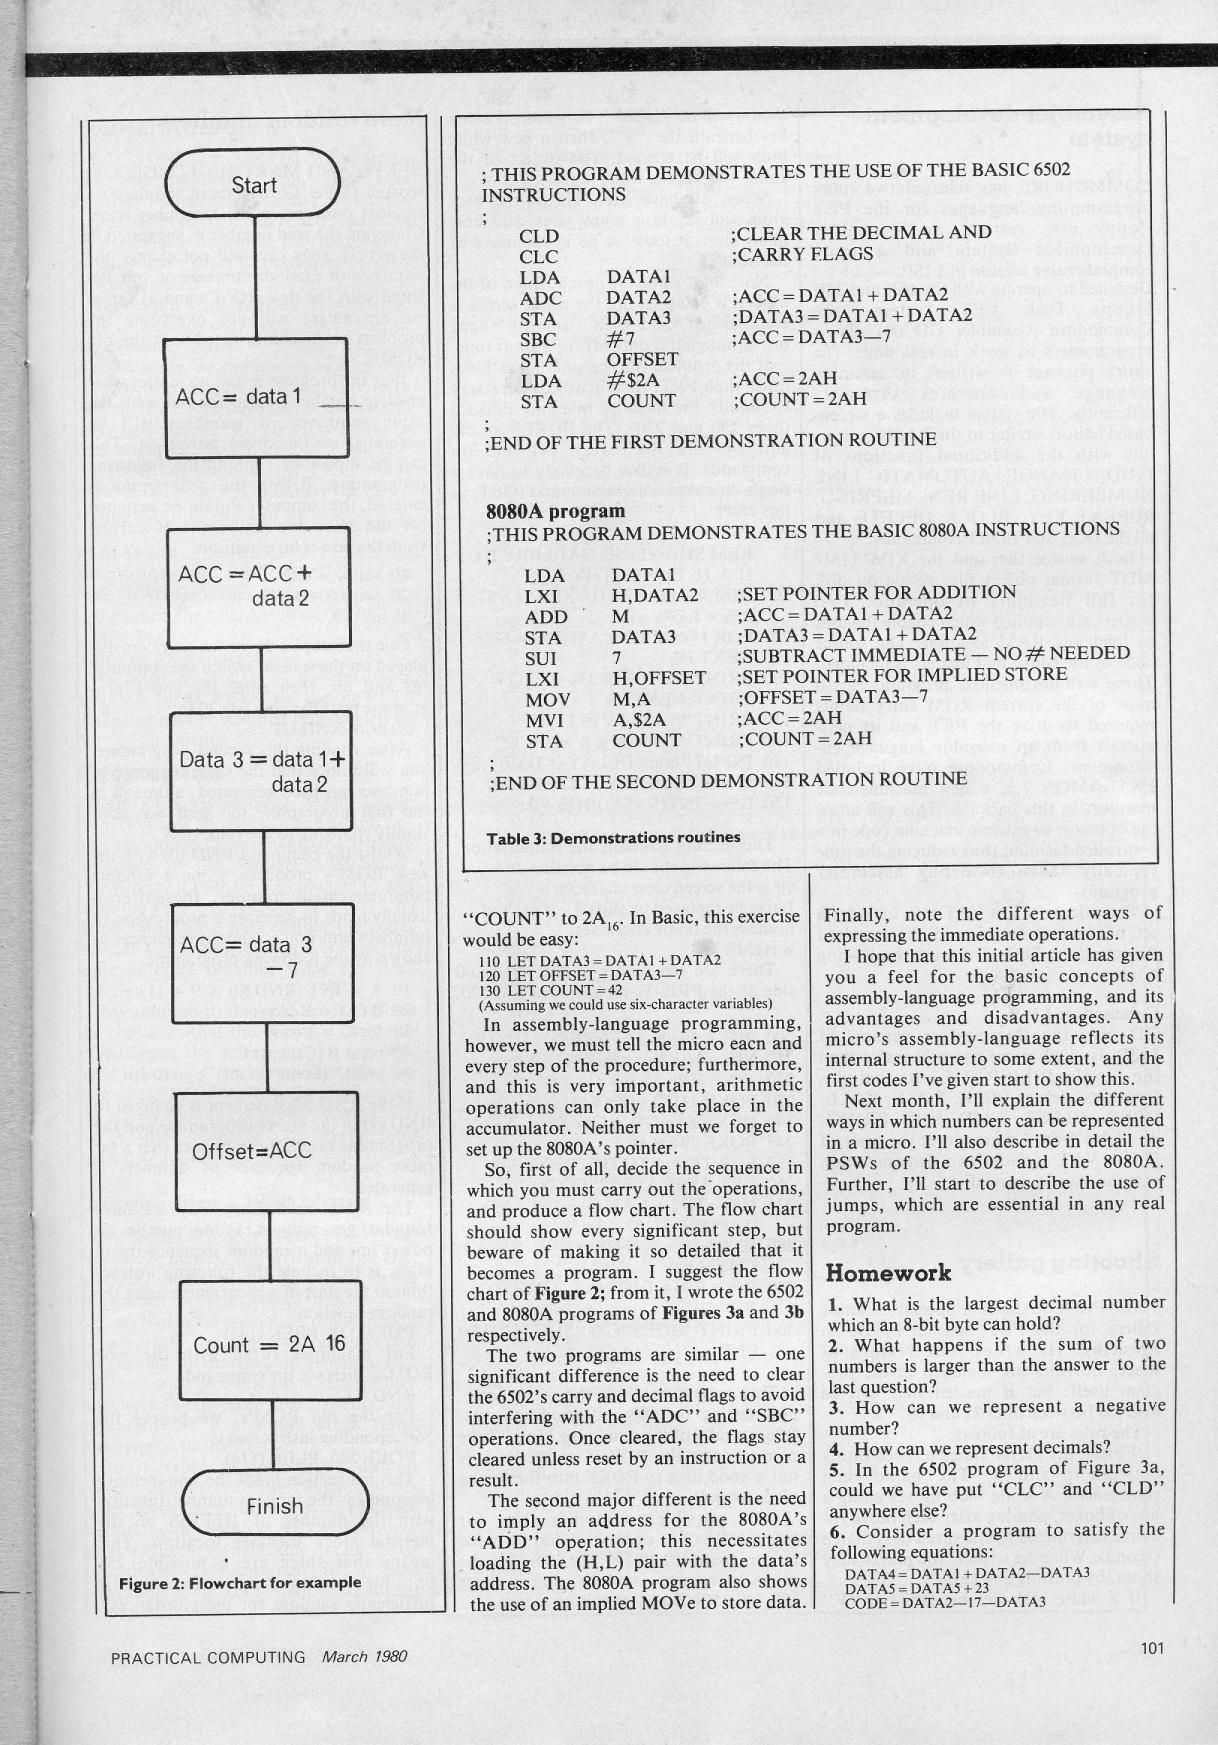 Start
ACC= data 1
ACC =ACC+
data2
Data 3 = data 1+
data2
ACC= data 3
-7
Offset=ACC
Count = 2A 16
Finish
Figure 2: Flowchart for example
; THIS PROGRAM DEMONSTRATES THE USE OF THE BASIC 6502
INSTRUCTIONS
;
CLD ;CLEAR THE DECIMAL AND
CLC ;CARRY FLAGS
LDA DATA1
ADC DATA2 ;ACC=DATA1+DATA2
STA DATA3 ;DATA3=DATA1+DATA2
SBC #7 ;ACC=DATA3—7
STA OFFSET
LDA #$2A ;ACC=2AH
STA COUNT ;COUNT=2AH
;
;END OF THE FIRST DEMONSTRATION ROUTINE
8080A program
;THIS PROGRAM DEMONSTRATES THE BASIC 8080A INSTRUCTIONS
;
LDA DATA1
LXI H,DATA2 ;SET POINTER FOR ADDITION
ADD M ;ACC=DATA1+DATA2
STA DATA3 ;DATA3=DATA1+DATA2
SUI 7 ;SUBTRACT IMMEDIATE — NO # NEEDED
LXI H,OFFSET ;SET POINTER FOR IMPLIED STORE
MOV M,A ;OFFSET=DATA3—7
MVI A,$2A ;ACC=2AH
STA COUNT ;COUNT=2AH
;
;END OF THE SECOND DEMONSTRATION ROUTINE
Table 3: Demonstrations routines
"COUNT" to 2A16. In Basic, this exercise
would be easy:
110 LET DATA3=DATA1+DATA2
120 LET OFFSET=DATA3—7
130 LET COUNT=42
(Assuming we could use six-character variables)
In assembly-language programming,
however, we must tell the micro eacn and
every step of the procedure; furthermore,
and this is very important, arithmetic
operations can only take place in the
accumulator. Neither must we forget to
set up the 8080A's pointer.
So, first of all, decide the sequence in
which you must carry out the operations,
and produce a flow chart. The flow chart
should show every significant step, but
beware of making it so detailed that it
becomes a program. I suggest the flow
chart of Figure 2; from it, I wrote the 6502
and 8080A programs of Figures 3a and 3b
respectively.
The two programs are similar — one
significant difference is the need to clear
the 6502's carry and decimal flags to avoid
interfering with the "ADC" and "SBC"
operations. Once cleared, the flags stay
cleared unless reset by an instruction or a
result.
The second major different is the need
to imply an address for the 8080A's
"ADD" operation; this necessitates
loading the (H,L) pair with the data's
address. The 8080A program also shows
the use of an implied MOVe to store data.
Finally, note the different ways of
expressing the immediate operations.
I hope that this initial article has given
you a feel for the basic concepts of
assembly-language programming, and its
advantages and disadvantages. Any
micro's assembly-language reflects its
internal structure to some extent, and the
first codes I've given start to show this.
Next month, I'll explain the different
ways in which numbers can be represented
in a micro. I'll also describe in detail the
PSWs of the 6502 and the 8080A.
Further, I'll start to describe the use of
jumps, which are essential in any real
program.
Homework
1. What is the largest decimal number
which an 8-bit byte can hold?
2. What happens if the sum of two
numbers is larger than the answer to the
last question?
3. How can we represent a negative
number?
4. How can we represent decimals?
5. In the 6502 program of Figure 3a,
could we have put "CLC" and "CLD"
anywhere else?
6. Consider a program to satisfy the
following equations:
DATA4=DATA1+DATA2—DATA3
DATA5=DATA5+23
CODE=DATA2—17—DATA3
PRACTICAL COMPUTING March 1980
101